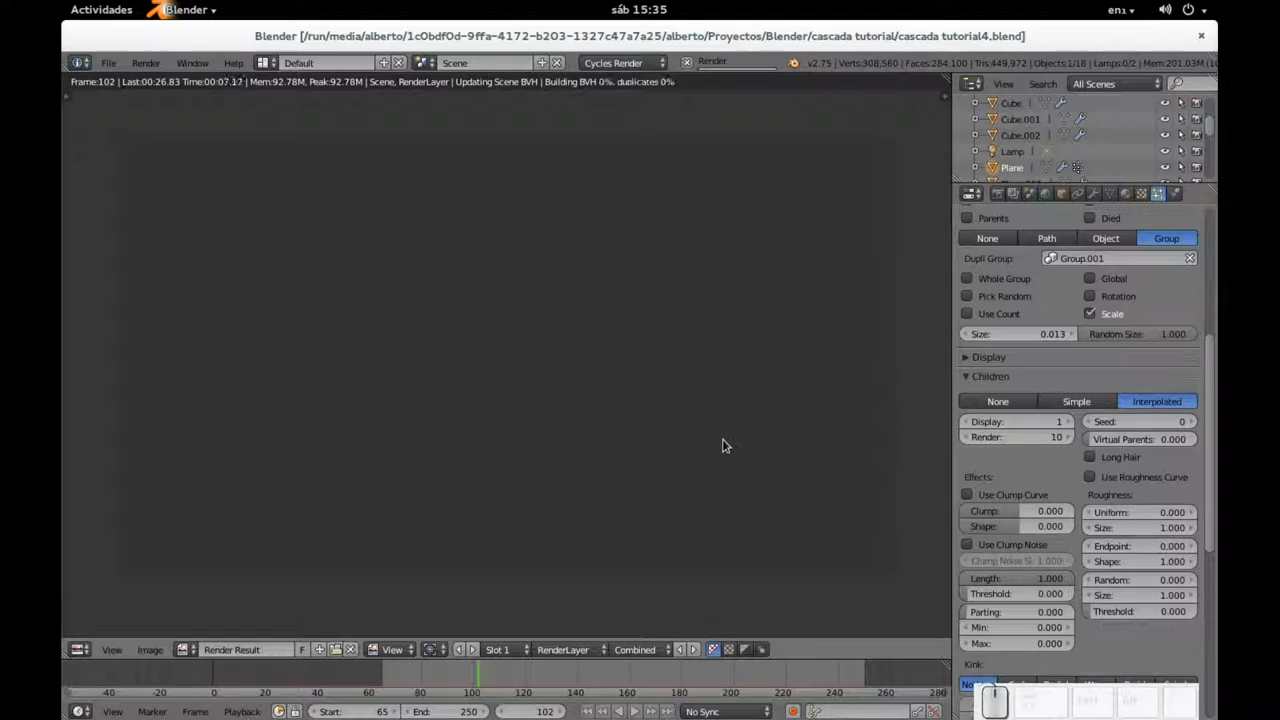 Actividades Blender sáb 15:35 en₁
Blender [/run/media/alberto/1c0bdf0d-9ffa-4172-b203-1327c47a7a25/alberto/Proyectos/Blender/cascada tutorial/cascada tutorial4.blend]
File Render Window Help Default Scene Cycles Render Render v2.75 | Verts:308,560 | Faces:284,100 | Tris:449,972 | Objects:1/18 | Lamps:0/2 | Mem:201.03M
Frame:102 | Last:00:26.83 Time:00:07.17 | Mem:92.78M, Peak:92.78M | Scene, RenderLayer | Updating Scene BVH | Building BVH 0%, duplicates 0%
View Search All Scenes
Cube
Cube.001
Cube.002
Lamp
Plane
Parents Died
None Path Object Group
Dupli Group: Group.001
Whole Group Global
Pick Random Rotation
Use Count Scale
Size: 0.013 Random Size: 1.000
Display
Children
None Simple Interpolated
Display: 1 Seed: 0
Render: 10 Virtual Parents: 0.000
Long Hair
Effects: Use Roughness Curve
Use Clump Curve Roughness:
Clump: 0.000 Uniform: 0.000
Shape: 0.000 Size: 1.000
Use Clump Noise Endpoint: 0.000
Clump Noise Si: 1.000 Shape: 1.000
Length: 1.000 Random: 0.000
Threshold: 0.000 Size: 1.000
Parting: 0.000 Threshold: 0.000
Min: 0.000
Max: 0.000
Kink:
View Image Render Result F View Slot 1 RenderLayer Combined
-40 -20 0 20 40 60 80 100 120 140 160 180 200 220 240 260 280
View Marker Frame Playback Start: 65 End: 250 102 No Sync